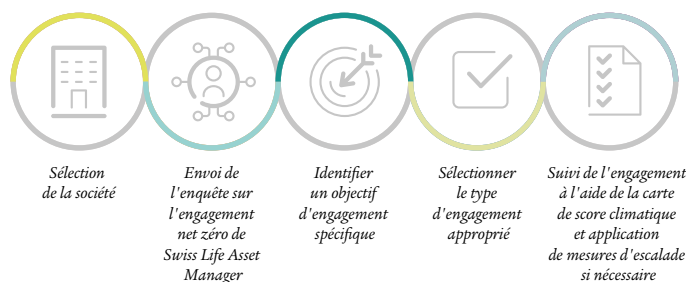 Sélection
de la société
Envoi de
l'enquête sur
l'engagement
net zéro de
Swiss Life Asset
Manager
Identifier
un objectif
d'engagement
spécifique
Sélectionner
le type
d'engagement
approprié
Suivi de l'engagement
à l'aide de la carte
de score climatique
et application
de mesures d'escalade
si nécessaire